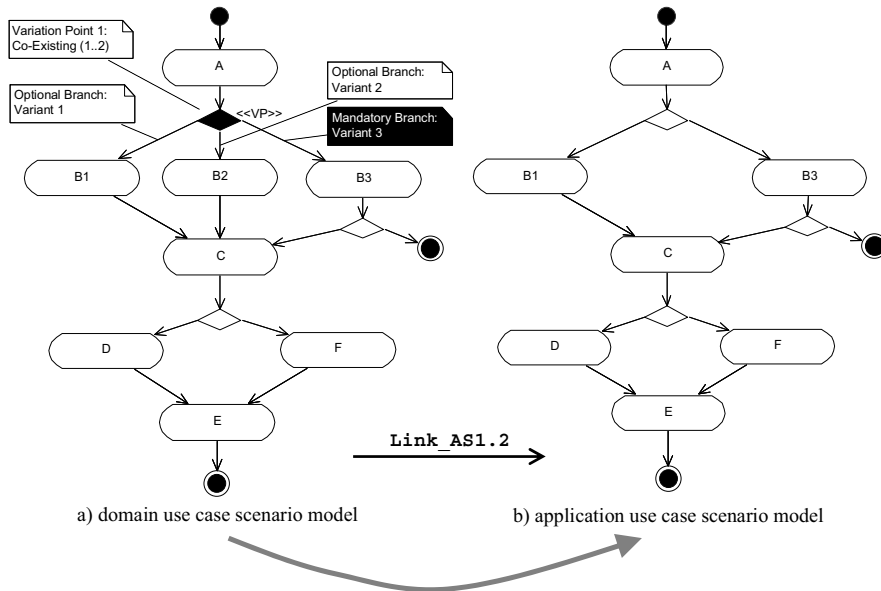 Variation Point 1:
Co-Existing (1..2)
A
Optional Branch:
Variant 2
Optional Branch:
Variant 1
<<VP>>
Mandatory Branch:
Variant 3
B1
B2
B3
C
D
F
E
a) domain use case scenario model
Link_AS1.2
A
B1
B3
C
D
F
E
b) application use case scenario model